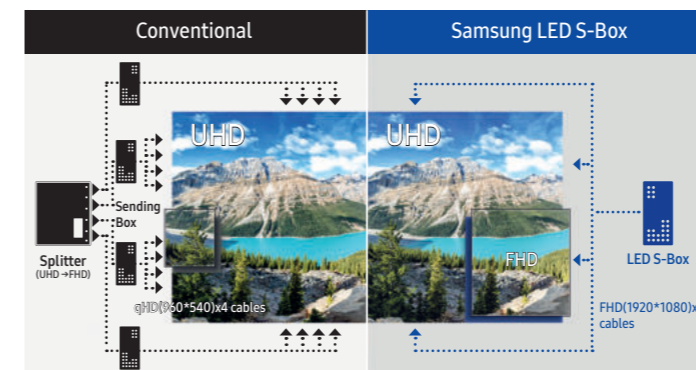 Conventional
Samsung LED S-Box
UHD
UHD
Sending
Box
Splitter
(UHD→FHD)
qHD(960*540)x4 cables
FHD
LED S-Box
FHD(1920*1080)x
cables